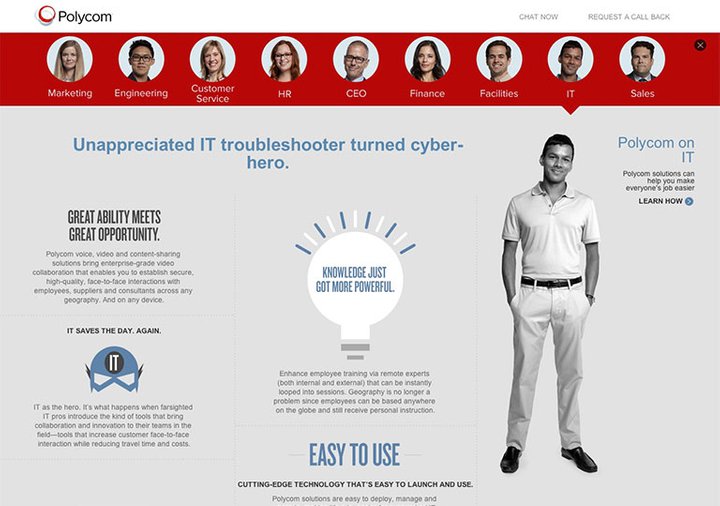 Polycom
CHAT NOW
REQUEST A CALL BACK
Marketing
Engineering
Customer
Service
HR
CEO
Finance
Facilities
IT
Sales
Unappreciated IT troubleshooter turned cyber-
hero.
Polycom on
IT
Polycom solutions can
help you make
everyone's job easier
LEARN HOW
GREAT ABILITY MEETS
GREAT OPPORTUNITY.
Polycom voice, video and content-sharing
solutions bring enterprise-grade video
collaboration that enables you to establish secure,
high-quality, face-to-face interactions with
employees, suppliers and consultants across any
geography. And on any device.
IT SAVES THE DAY. AGAIN.
IT
IT as the hero. It's what happens when farsighted
IT pros introduce the kind of tools that bring
collaboration and innovation to their teams in the
field—tools that increase customer face-to-face
interaction while reducing travel time and costs.
KNOWLEDGE JUST
GOT MORE POWERFUL.
Enhance employee training via remote experts
(both internal and external) that can be instantly
looped into sessions. Geography is no longer a
problem since employees can be based anywhere
on the globe and still receive personal instruction.
EASY TO USE
CUTTING-EDGE TECHNOLOGY THAT'S EASY TO LAUNCH AND USE.
Polycom solutions are easy to deploy, manage and